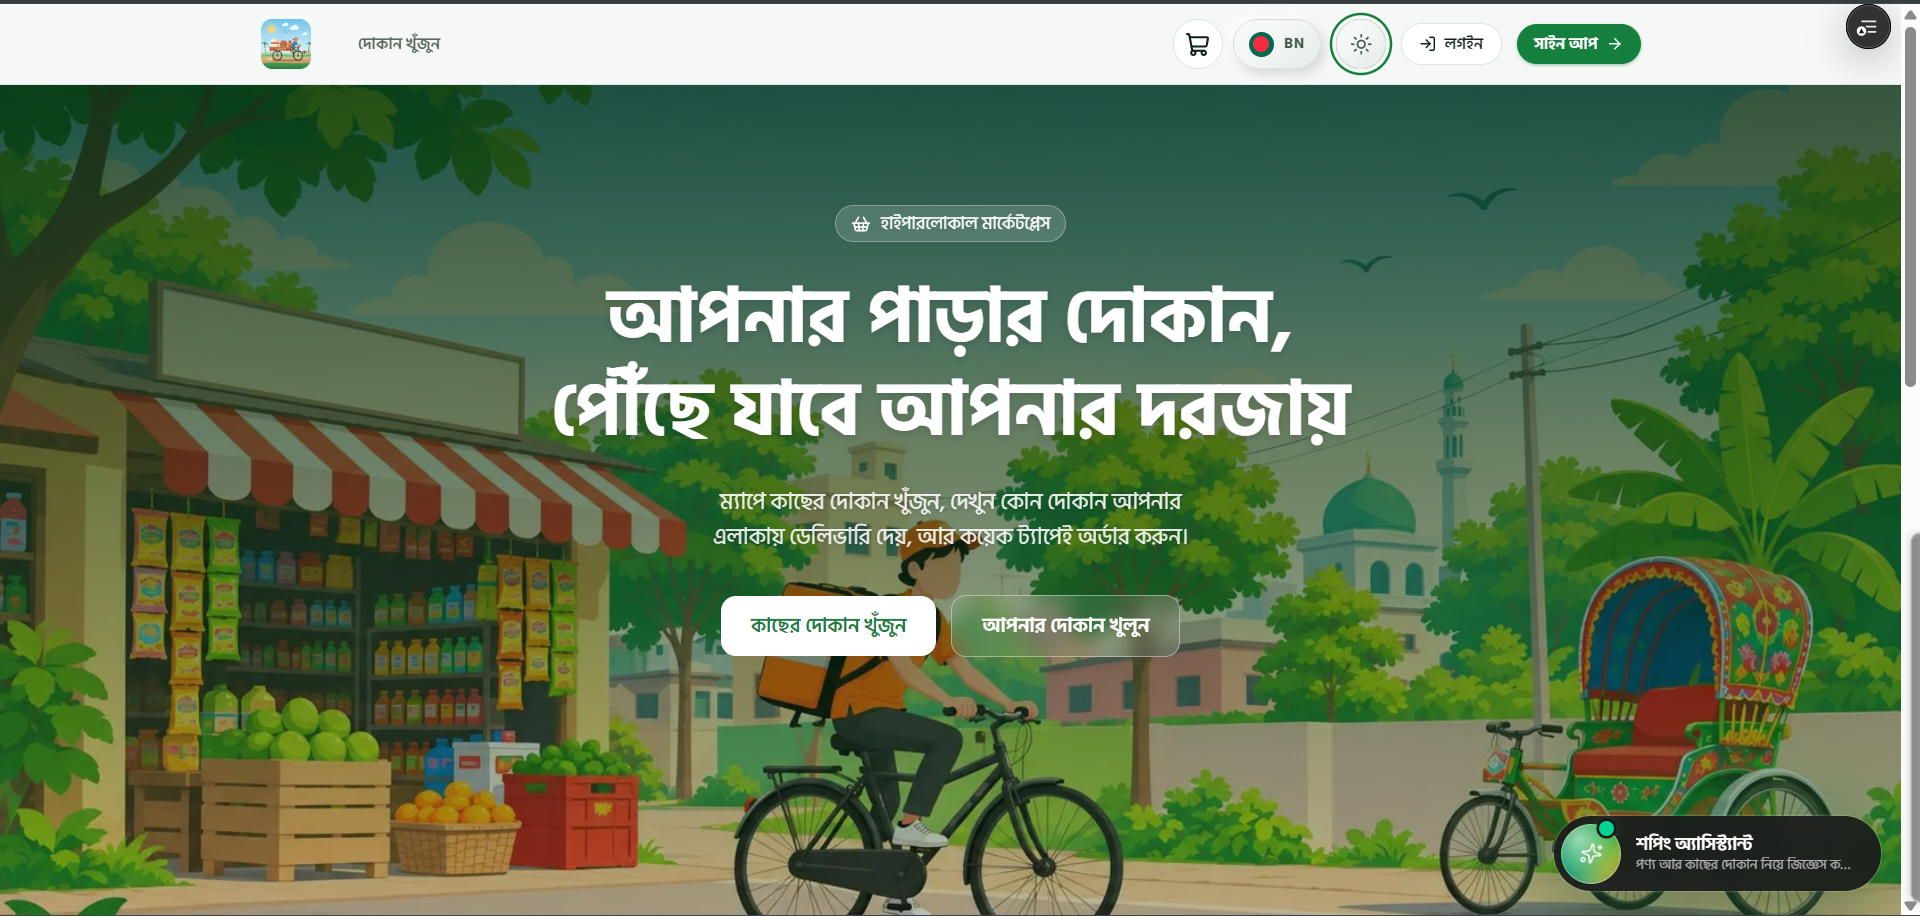 দোকান খুঁজুন
BN
লগইন
সাইন আপ
হাইপারলোকাল মার্কেটপ্লেস
আপনার পাড়ার দোকান,
পৌঁছে যাবে আপনার দরজায়
ম্যাপে কাছের দোকান খুঁজুন, দেখুন কোন দোকান আপনার
এলাকায় ডেলিভারি দেয়, আর কয়েক ট্যাপেই অর্ডার করুন।
কাছের দোকান খুঁজুন
আপনার দোকান খুলুন
শপিং অ্যাসিস্ট্যান্ট
পণ্য আর কাছের দোকান নিয়ে জিজ্ঞেস ক...